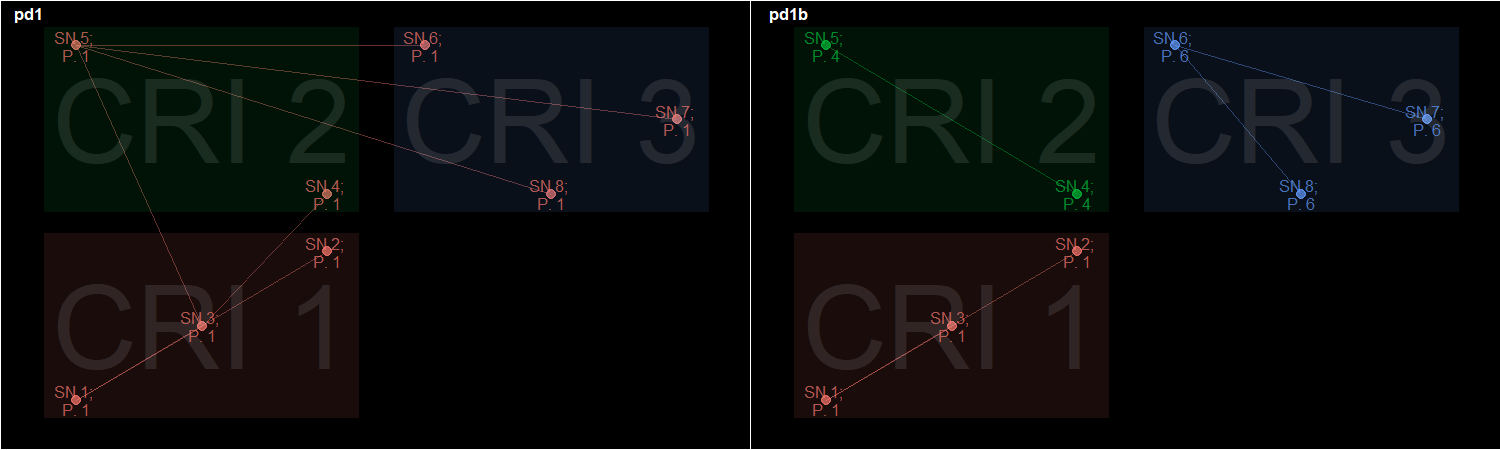 pd1
SN 5;
P. 1
SN 6;
P. 1
CRI 2
CRI 3
SN 7;
P. 1
SN 4;
P. 1
SN 8;
P. 1
SN 2;
P. 1
CRI 1
SN 3;
P. 1
SN 1;
P. 1
pd1b
SN 5;
P. 4
SN 6;
P. 6
CRI 2
CRI 3
SN 7;
P. 6
SN 4;
P. 4
SN 8;
P. 6
SN 2;
P. 1
CRI 1
SN 3;
P. 1
SN 1;
P. 1